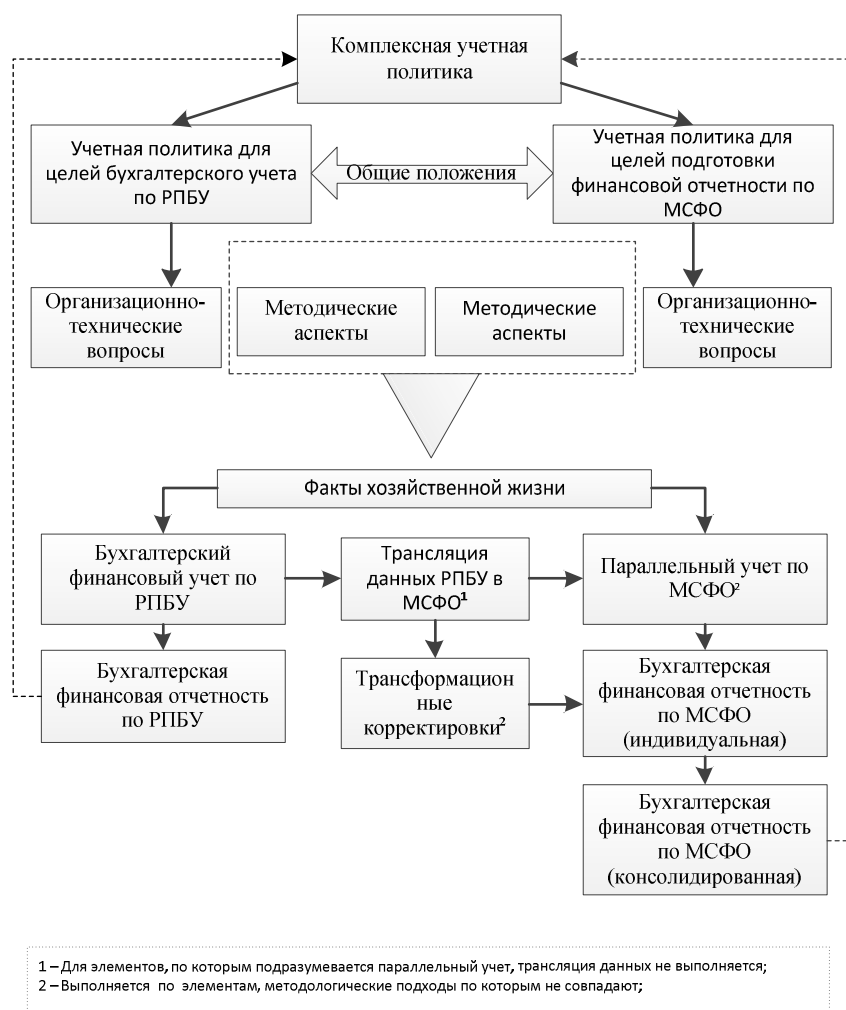 Комплексная учетная
политика
Учетная политика для
целей бухгалтерского учета
по РПБУ
Общие положения
Учетная политика для
целей подготовки
финансовой отчетности по
МСФО
Организационно-
технические
вопросы
Методические
аспекты
Методические
аспекты
Организационно-
технические
вопросы
Факты хозяйственной жизни
Бухгалтерский
финансовый учет по
РПБУ
Трансляция
данных РПБУ в
МСФО¹
Параллельный учет по
МСФО²
Бухгалтерская
финансовая отчетность
по РПБУ
Трансформацион
ные
корректировки²
Бухгалтерская
финансовая отчетность
по МСФО
(индивидуальная)
Бухгалтерская
финансовая отчетность
по МСФО
(консолидированная)
1 – Для элементов, по которым подразумевается параллельный учет, трансляция данных не выполняется;
2 – Выполняется по элементам, методологические подходы по которым не совпадают;